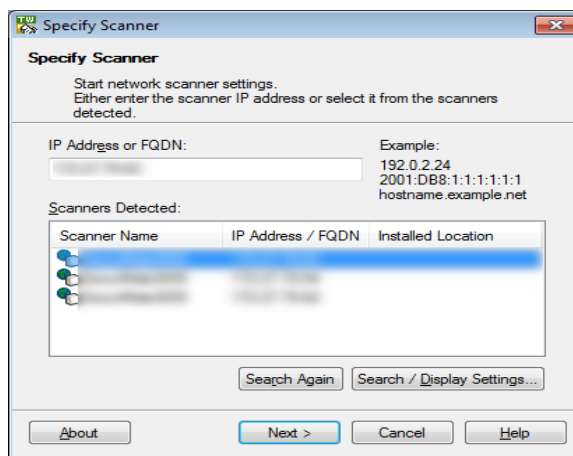 TW
Specify Scanner
Specify Scanner
Start network scanner settings.
Either enter the scanner IP address or select it from the scanners
detected.
IP Address or FQDN:
Example:
192.0.2.24
2001:DB8:1:1:1:1:1:1
hostname.example.net
Scanners Detected:
Scanner Name IP Address / FQDN Installed Location
Search Again Search / Display Settings...
About Next > Cancel Help